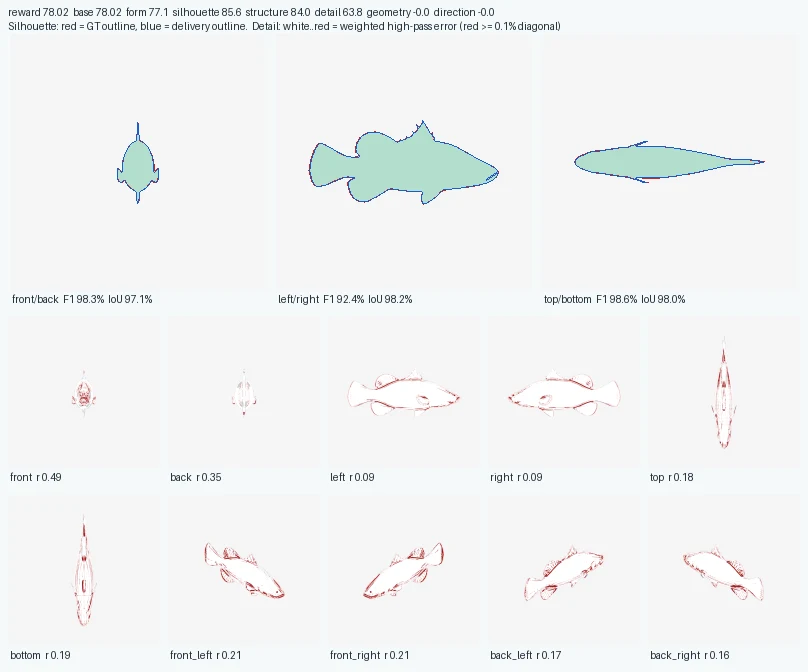 reward 78.02 base 78.02 form 77.1 silhouette 85.6 structure 84.0 detail 63.8 geometry -0.0 direction -0.0
Silhouette: red = GT outline, blue = delivery outline. Detail: white..red = weighted high-pass error (red >= 0.1% diagonal)
front/back F1 98.3% IoU 97.1%
left/right F1 92.4% IoU 98.2%
top/bottom F1 98.6% IoU 98.0%
front r 0.49
back r 0.35
left r 0.09
right r 0.09
top r 0.18
bottom r 0.19
front_left r 0.21
front_right r 0.21
back_left r 0.17
back_right r 0.16